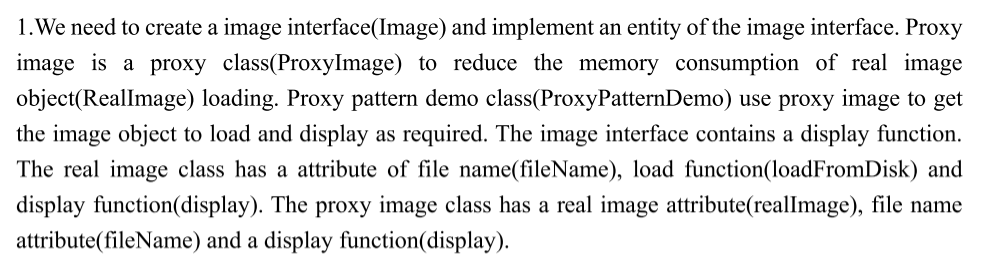 1.We need to create a image interface(Image) and implement an entity of the image interface. Proxy
image is a proxy class(ProxyImage) to reduce the memory consumption of real image
object(RealImage) loading. Proxy pattern demo class(ProxyPatternDemo) use proxy image to get
the image object to load and display as required. The image interface contains a display function.
The real image class has a attribute of file name(fileName), load function(loadFromDisk) and
display function(display). The proxy image class has a real image attribute(realImage), file name
attribute(fileName) and a display function(display).